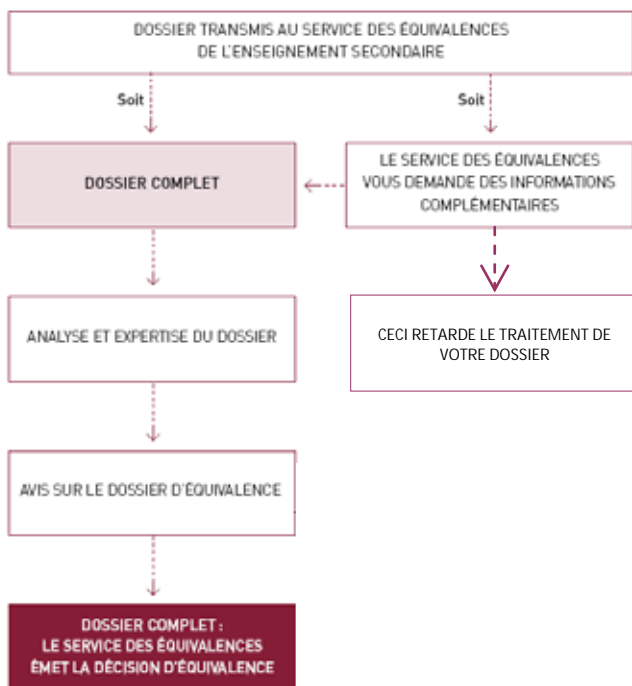 DOSSIER TRANSMIS AU SERVICE DES ÉQUIVALENCES
DE L'ENSEIGNEMENT SECONDAIRE
Soit
Soit
DOSSIER COMPLET
LE SERVICE DES ÉQUIVALENCES
VOUS DEMANDE DES INFORMATIONS
COMPLÉMENTAIRES
ANALYSE ET EXPERTISE DU DOSSIER
CECI RETARDE LE TRAITEMENT DE
VOTRE DOSSIER
AVIS SUR LE DOSSIER D'ÉQUIVALENCE
DOSSIER COMPLET :
LE SERVICE DES ÉQUIVALENCES
ÉMET LA DÉCISION D'ÉQUIVALENCE